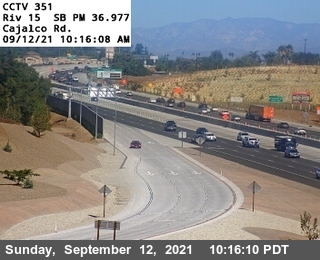 CCTV 351
Riv 15 SB PM 36.977
Cajalco Rd.
09/12/21 10:16:08 AM
Sunday, September 12, 2021 10:16:10 PDT